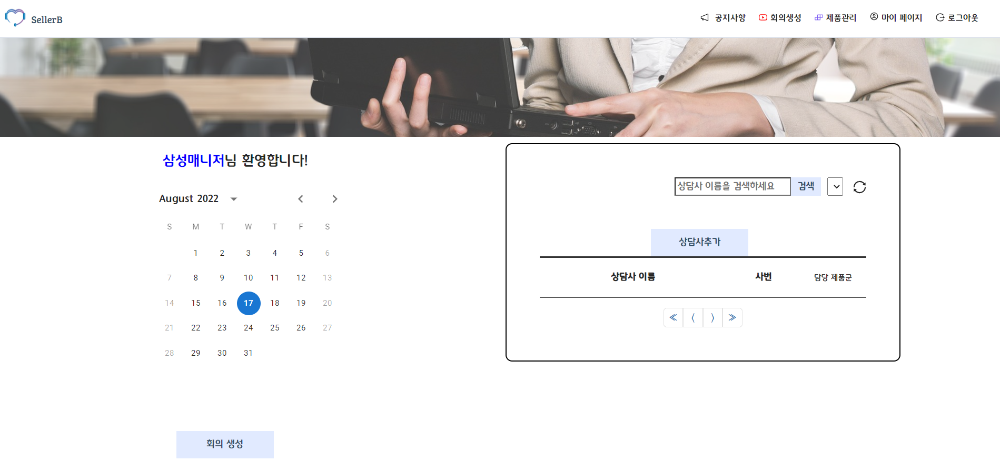 SellerB
공지사항 회의생성 제품관리 마이 페이지 로그아웃
삼성매니저님 환영합니다!
August 2022
S M T W T F S
1 2 3 4 5 6
7 8 9 10 11 12 13
14 15 16 17 18 19 20
21 22 23 24 25 26 27
28 29 30 31
회의 생성
상담사 이름을 검색하세요 검색
상담사추가
상담사 이름 사번 담당 제품군
≪ 〈 〉 ≫